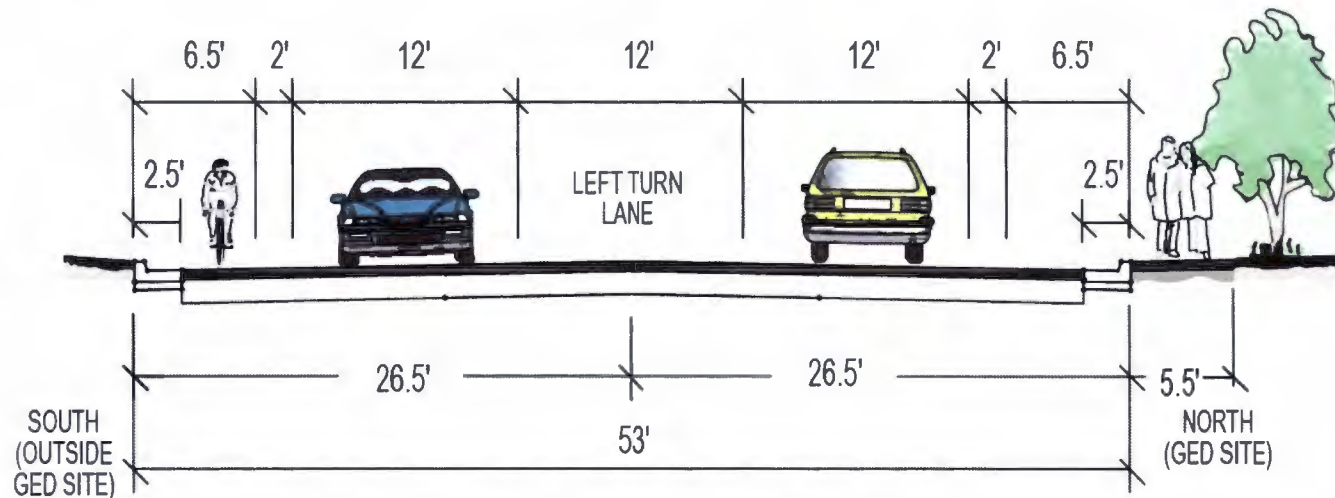 6.5' 2' 12' 12' 12' 2' 6.5'
2.5' 2.5'
LEFT TURN
LANE
26.5' 26.5' 5.5'
SOUTH
(OUTSIDE
GED SITE)
53'
NORTH
(GED SITE)